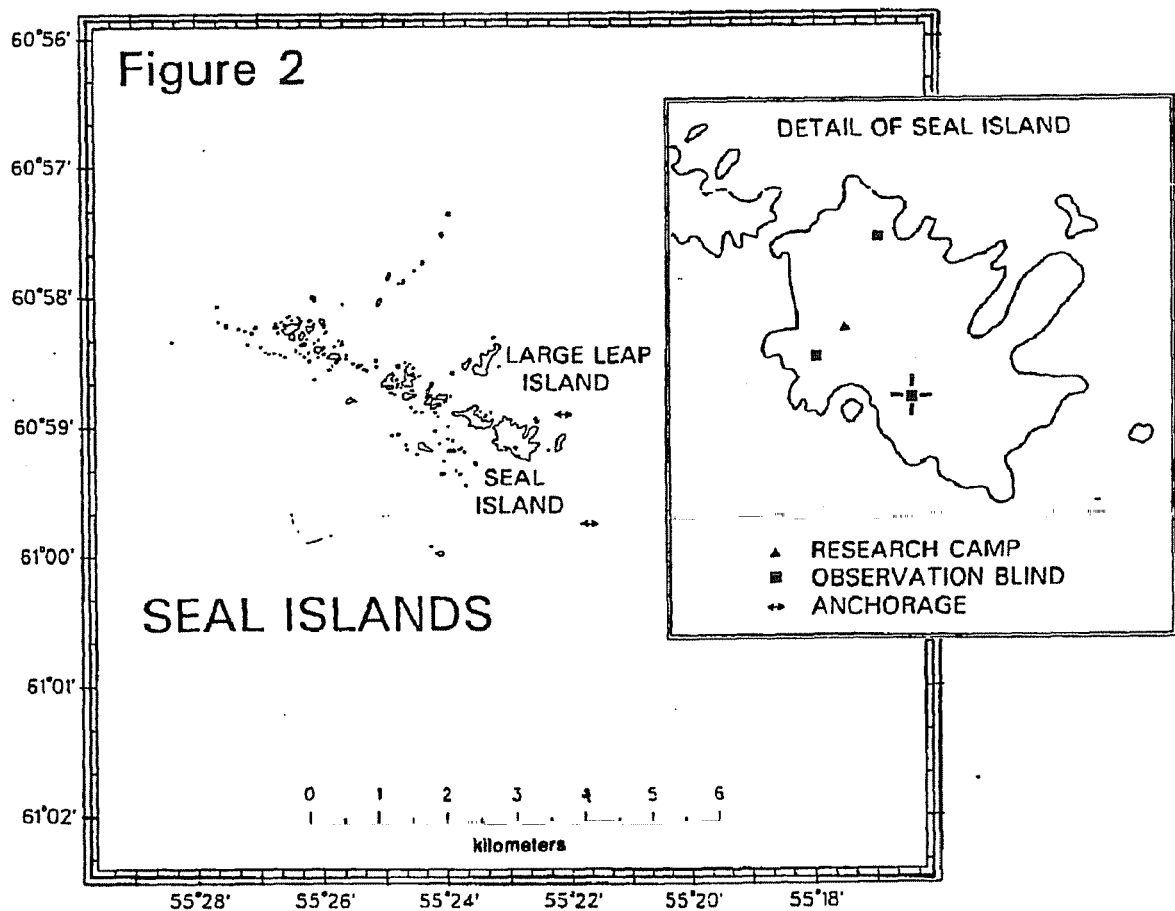 Figure 2
60°56'
60°57'
60°58'
60°59'
61°00'
61°01'
61°02'
LARGE LEAP
ISLAND
SEAL
ISLAND
SEAL ISLANDS
0 1 2 3 4 5 6
kilometers
55°28' 55°26' 55°24' 55°22' 55°20' 55°18'
DETAIL OF SEAL ISLAND
RESEARCH CAMP
OBSERVATION BLIND
ANCHORAGE